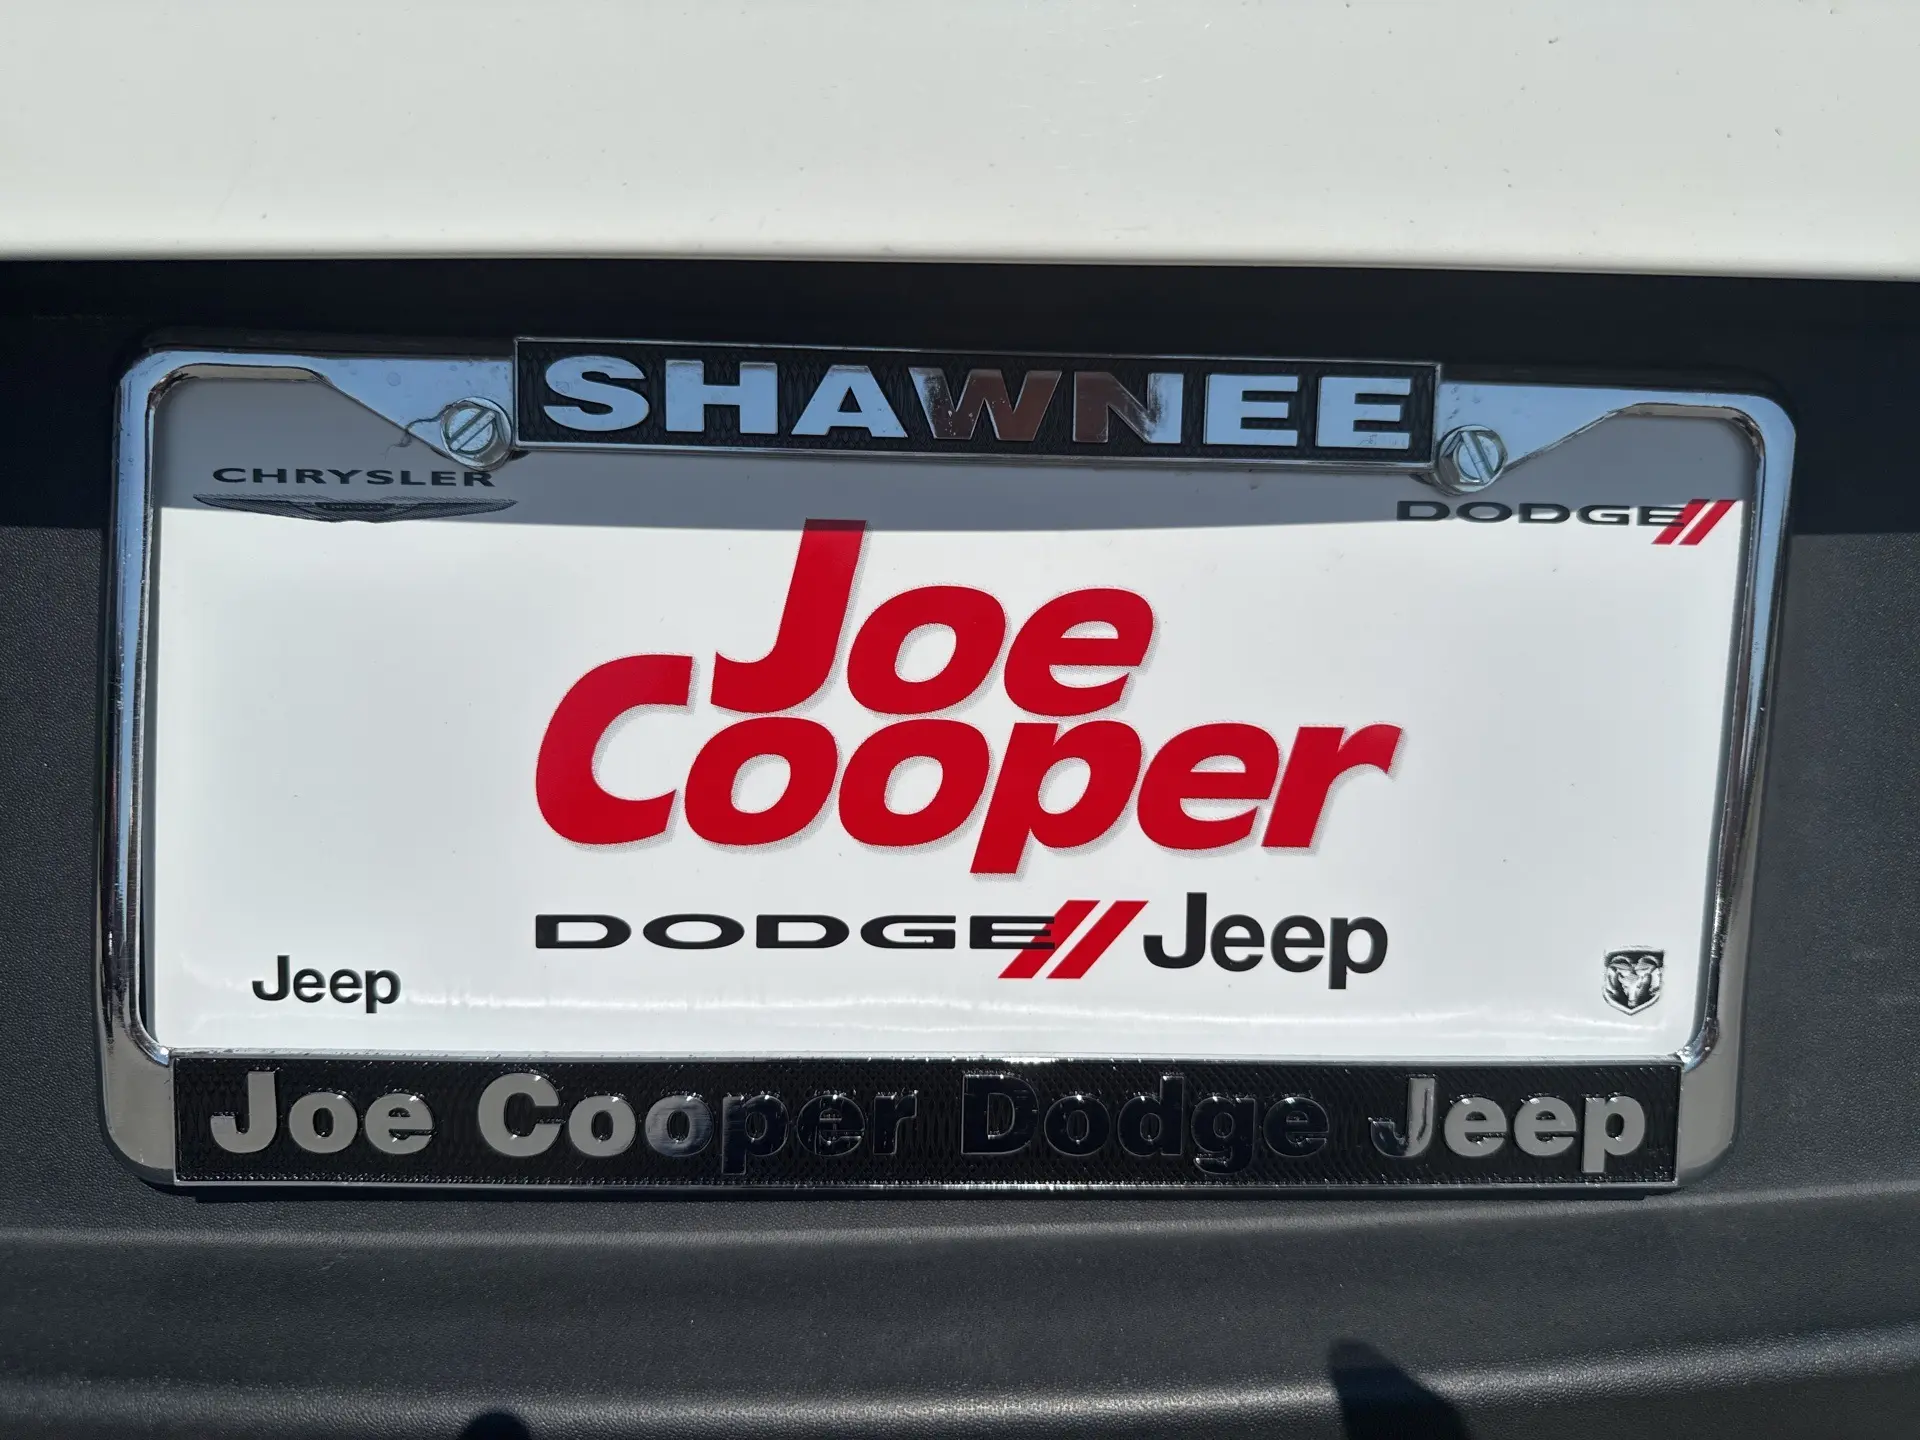 SHAWNEE
CHRYSLER
DODGE
Joe
Cooper
DODGE Jeep
Jeep
Joe Cooper Dodge Jeep